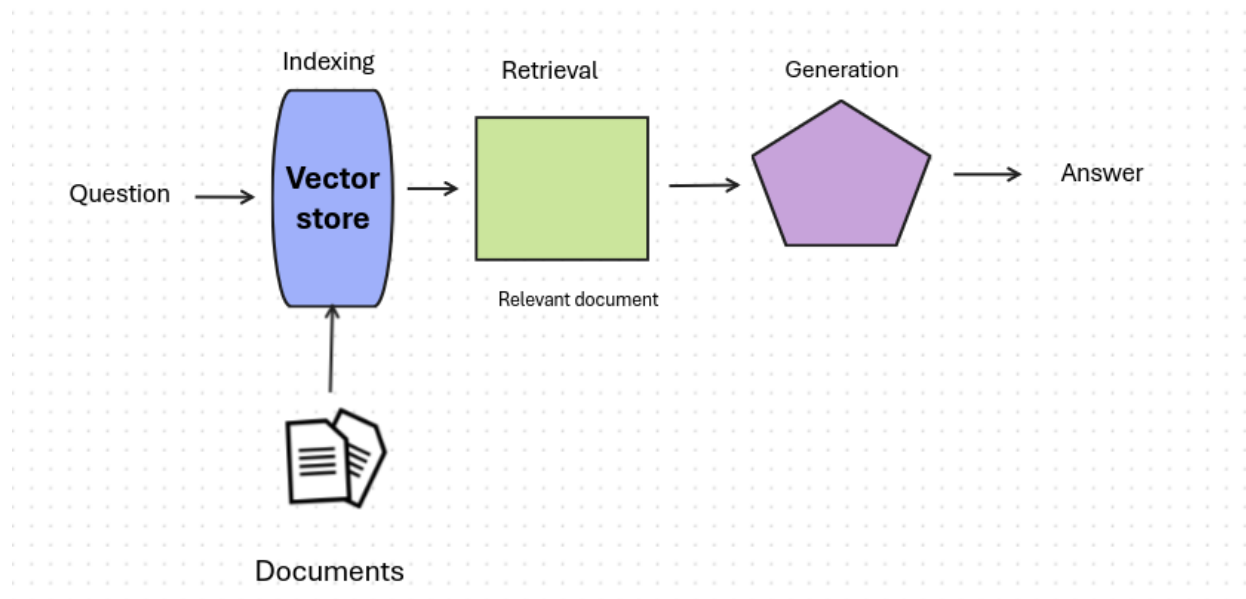 Indexing
Retrieval
Generation
Question
Vector
store
Answer
Relevant document
Documents